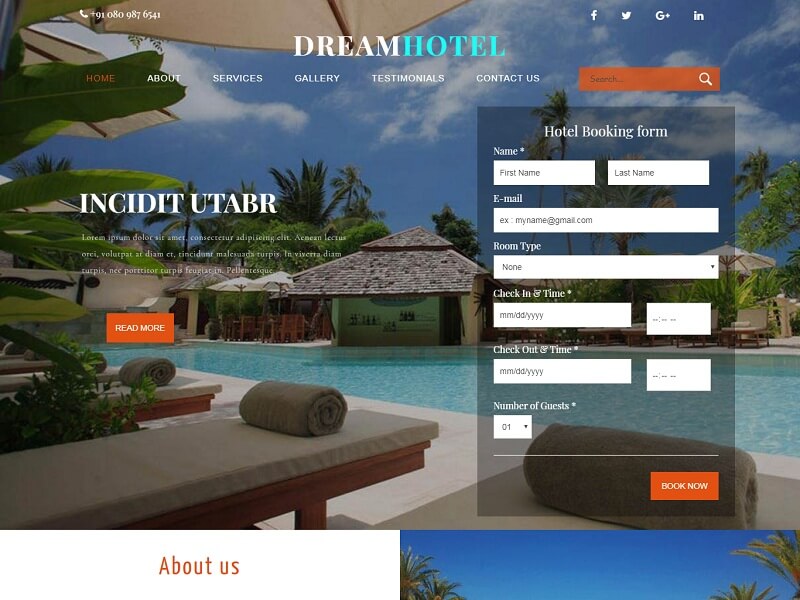 +91 080 987 6541
DREAMHOTEL
HOME ABOUT SERVICES GALLERY TESTIMONIALS CONTACT US
Search...
Hotel Booking form
Name *
First Name Last Name
E-mail
ex : myname@gmail.com
Room Type
None
Check In & Time *
mm/dd/yyyy --:-- --
Check Out & Time *
mm/dd/yyyy --:-- --
Number of Guests *
01
BOOK NOW
INCIDIT UTABR
Lorem ipsum dolor sit amet, consectetur adipiscing elit. Aenean lectus
orci, volutpat at diam et, tincidunt malesuada turpis. In viverra diam
turpis, nec porttitor turpis feugiat in. Pellentesque
READ MORE
About us